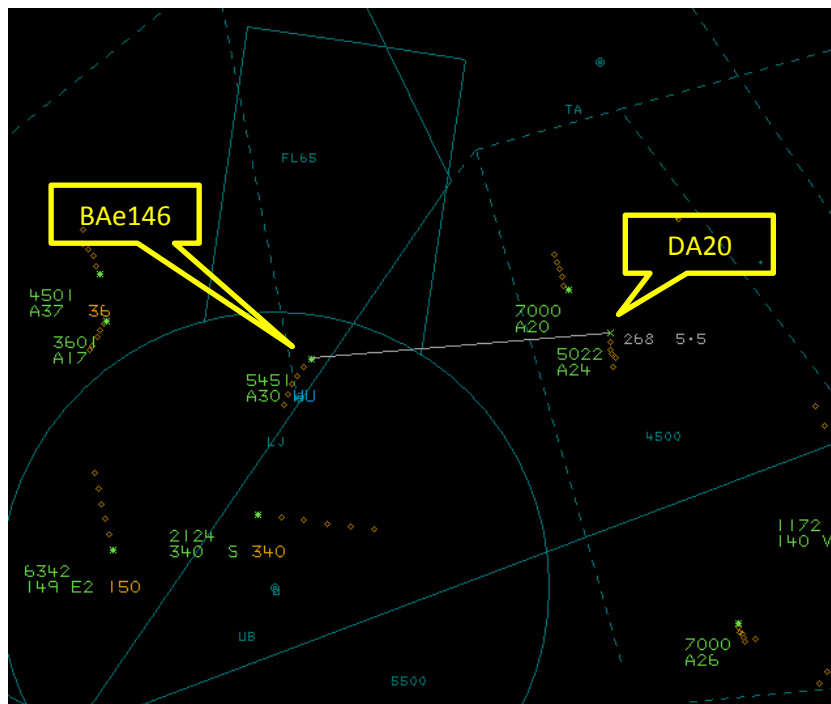 TA
FL65
BAe146
DA20
4501
A37 36
7000
A20
3601
A17
268 5·5
5022
A24
5451
A30 WU
LJ
4500
2124
340 S 340
1172
140 V
6342
149 E2 150
UB
7000
A26
5500